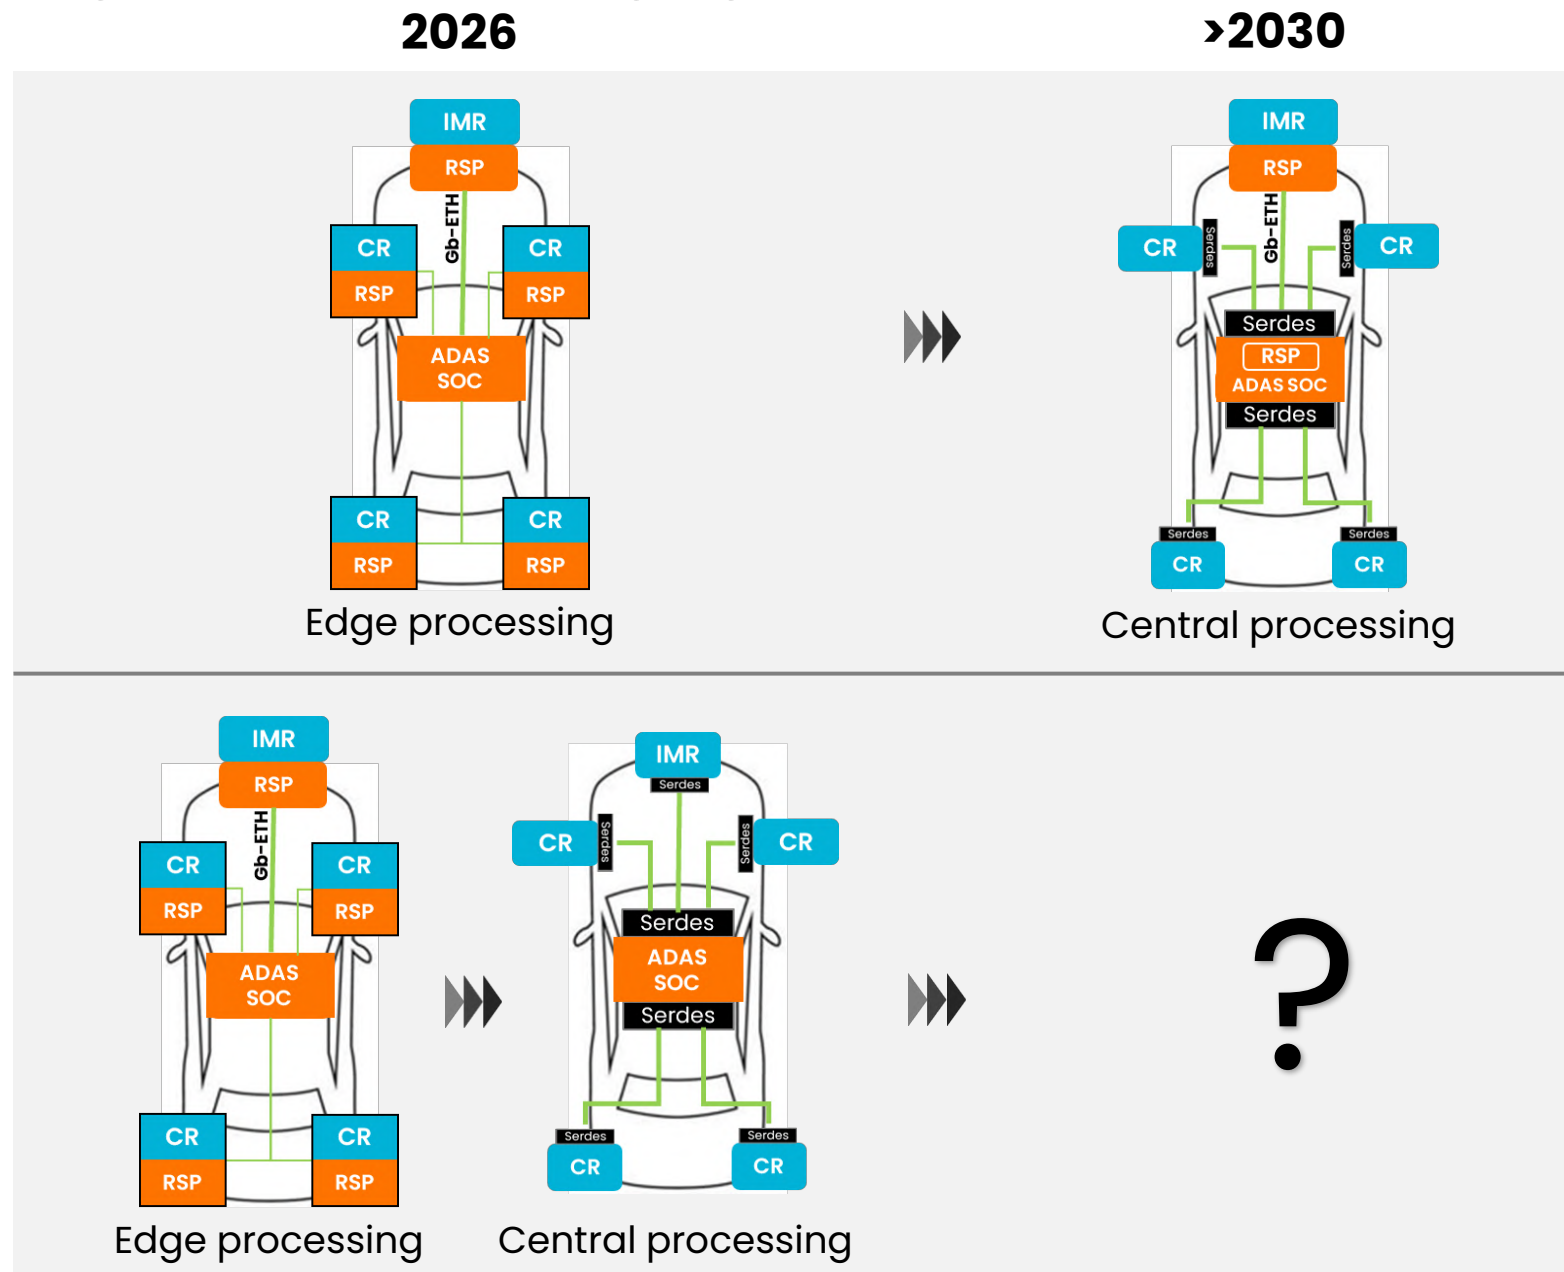 2026
>2030
IMR
RSP
Gb-ETH
CR
RSP
CR
RSP
ADAS
SOC
CR
RSP
CR
RSP
Edge processing
IMR
RSP
Gb-ETH
CR
Serdes
Serdes
CR
Serdes
RSP
ADAS SOC
Serdes
Serdes
CR
Serdes
CR
Central processing
IMR
RSP
Gb-ETH
CR
RSP
CR
RSP
ADAS
SOC
CR
RSP
CR
RSP
Edge processing
IMR
Serdes
CR
Serdes
Serdes
CR
Serdes
ADAS
SOC
Serdes
Serdes
CR
Serdes
CR
Central processing
?